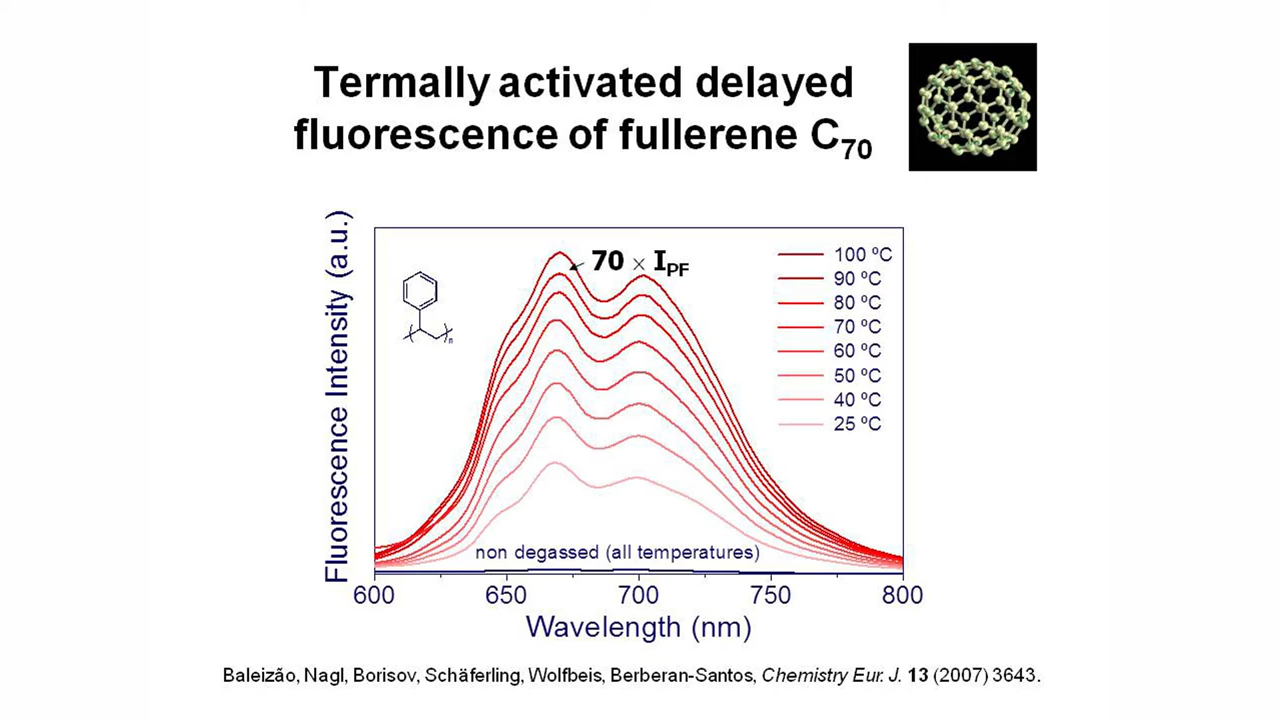 Termally activated delayed
fluorescence of fullerene C70
Fluorescence Intensity (a.u.)
70 × IPF
n
100 ºC
90 ºC
80 ºC
70 ºC
60 ºC
50 ºC
40 ºC
25 ºC
non degassed (all temperatures)
600 650 700 750 800
Wavelength (nm)
Baleizão, Nagl, Borisov, Schäferling, Wolfbeis, Berberan-Santos, Chemistry Eur. J. 13 (2007) 3643.